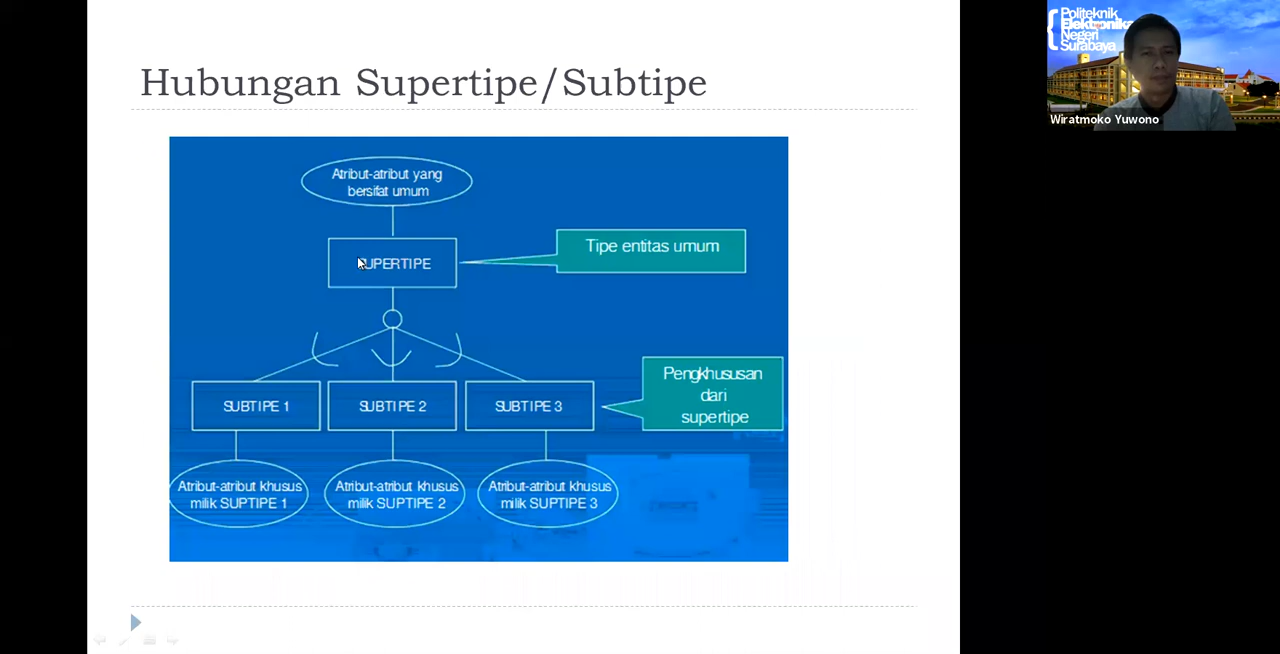 Hubungan Supertipe/Subtipe
Atribut-atribut yang
bersifat umum
SUPERTIPE
Tipe entitas umum
SUBTIPE 1
SUBTIPE 2
SUBTIPE 3
Pengkhususan
dari
supertipe
Atribut-atribut khusus
milik SUPTIPE 1
Atribut-atribut khusus
milik SUPTIPE 2
Atribut-atribut khusus
milik SUPTIPE 3
Politeknik
Elektronika
Negeri
Surabaya
Wiratmoko Yuwono